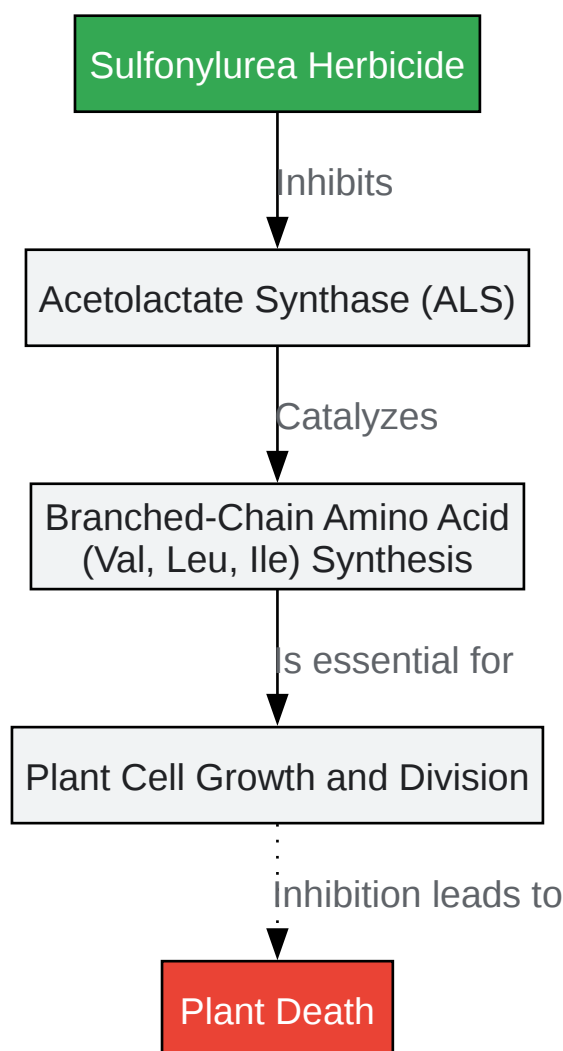 Sulfonylurea Herbicide
Inhibits
Acetolactate Synthase (ALS)
Catalyzes
Branched-Chain Amino Acid
(Val, Leu, Ile) Synthesis
Is essential for
Plant Cell Growth and Division
Inhibition leads to
Plant Death